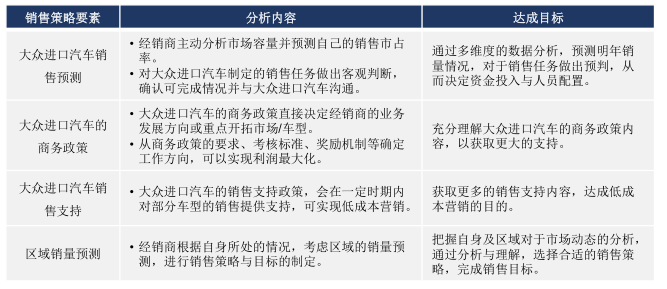 销售策略要素
分析内容
达成目标
大众进口汽车销
售预测
• 经销商主动分析市场容量并预测自己的销售市占
率。
• 对大众进口汽车制定的销售任务做出客观判断，
确认可完成情况并与大众进口汽车沟通。
通过多维度的数据分析，预测明年销
量情况，对于销售任务做出预判，从
而决定资金投入与人员配置。
大众进口汽车的
商务政策
• 大众进口汽车的商务政策直接决定经销商的业务
发展方向或重点开拓市场/车型。
• 从商务政策的要求、考核标准、奖励机制等确定
工作方向，可以实现利润最大化。
充分理解大众进口汽车的商务政策内
容，以获取更大的支持。
大众进口汽车销
售支持
• 大众进口汽车的销售支持政策，会在一定时期内
对部分车型的销售提供支持，可实现低成本营销。
获取更多的销售支持内容，达成低成
本营销的目的。
区域销量预测
• 经销商根据自身所处的情况，考虑区域的销量预
测，进行销售策略与目标的制定。
把握自身及区域对于市场动态的分析，
通过分析与理解，选择合适的销售策
略，完成销售目标。